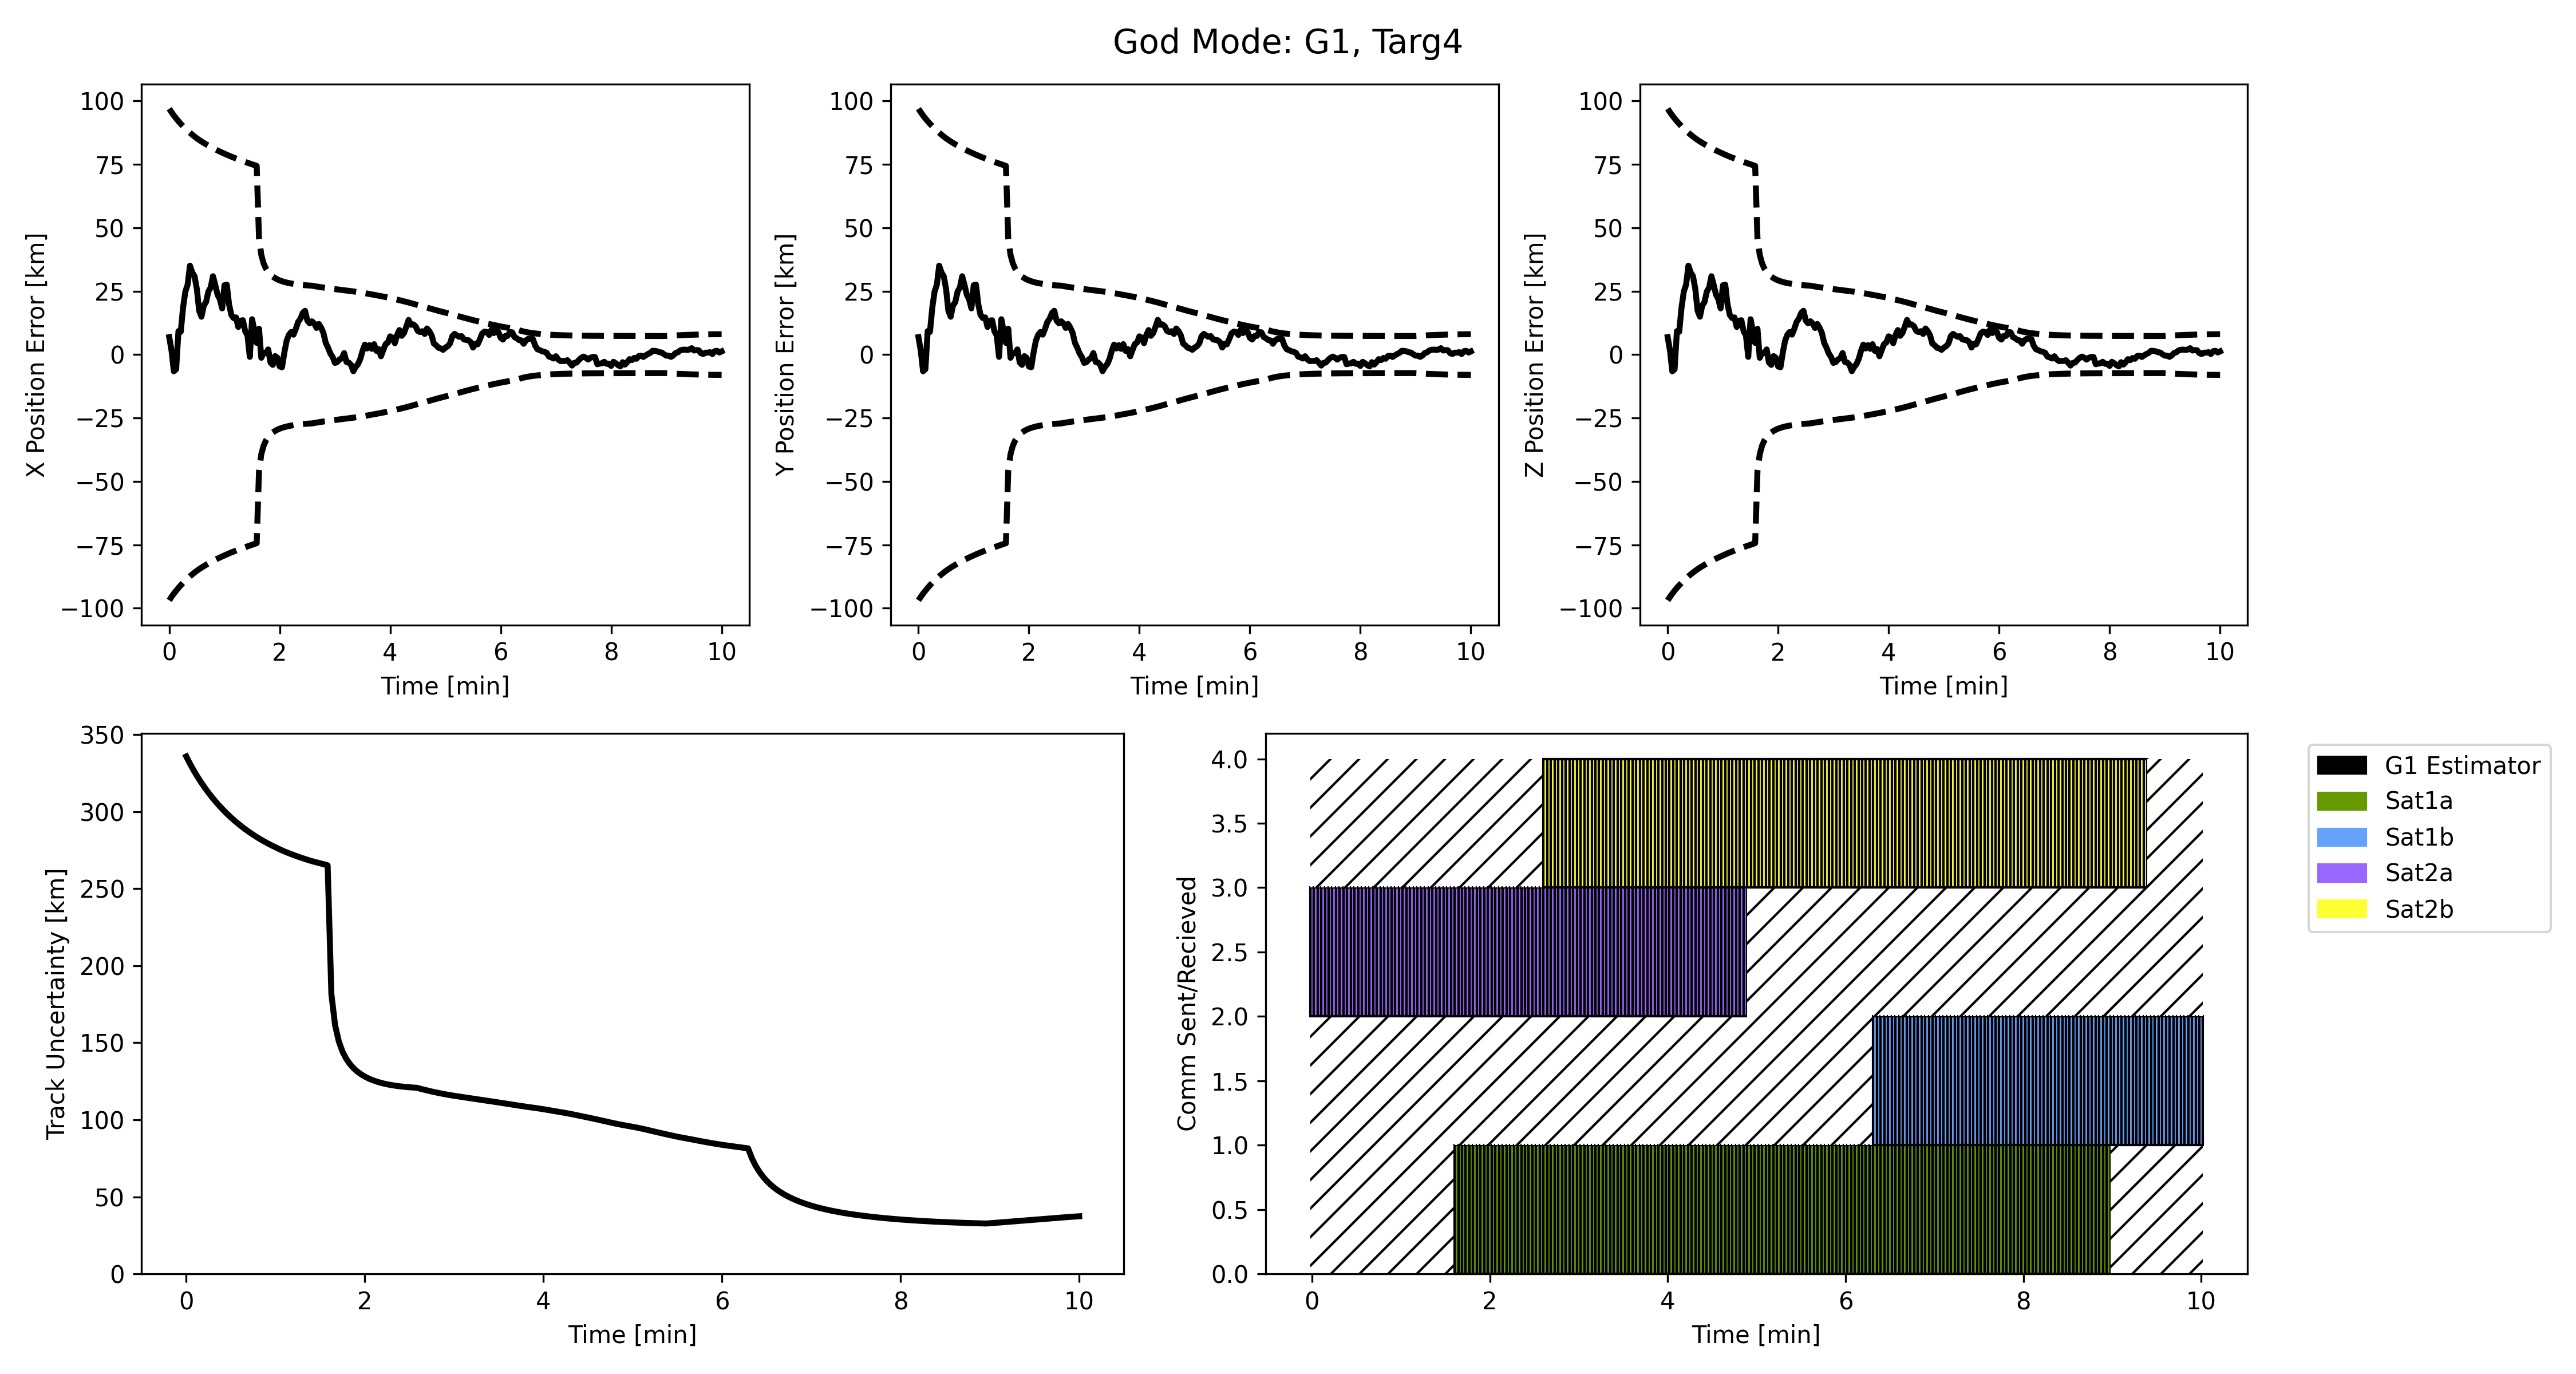 God Mode: G1, Targ4
X Position Error [km]
100
75
50
25
0
−25
−50
−75
−100
0 2 4 6 8 10
Time [min]
Y Position Error [km]
100
75
50
25
0
−25
−50
−75
−100
0 2 4 6 8 10
Time [min]
Z Position Error [km]
100
75
50
25
0
−25
−50
−75
−100
0 2 4 6 8 10
Time [min]
Track Uncertainty [km]
350
300
250
200
150
100
50
0
0 2 4 6 8 10
Time [min]
Comm Sent/Recieved
4.0
3.5
3.0
2.5
2.0
1.5
1.0
0.5
0.0
0 2 4 6 8 10
Time [min]
G1 Estimator
Sat1a
Sat1b
Sat2a
Sat2b